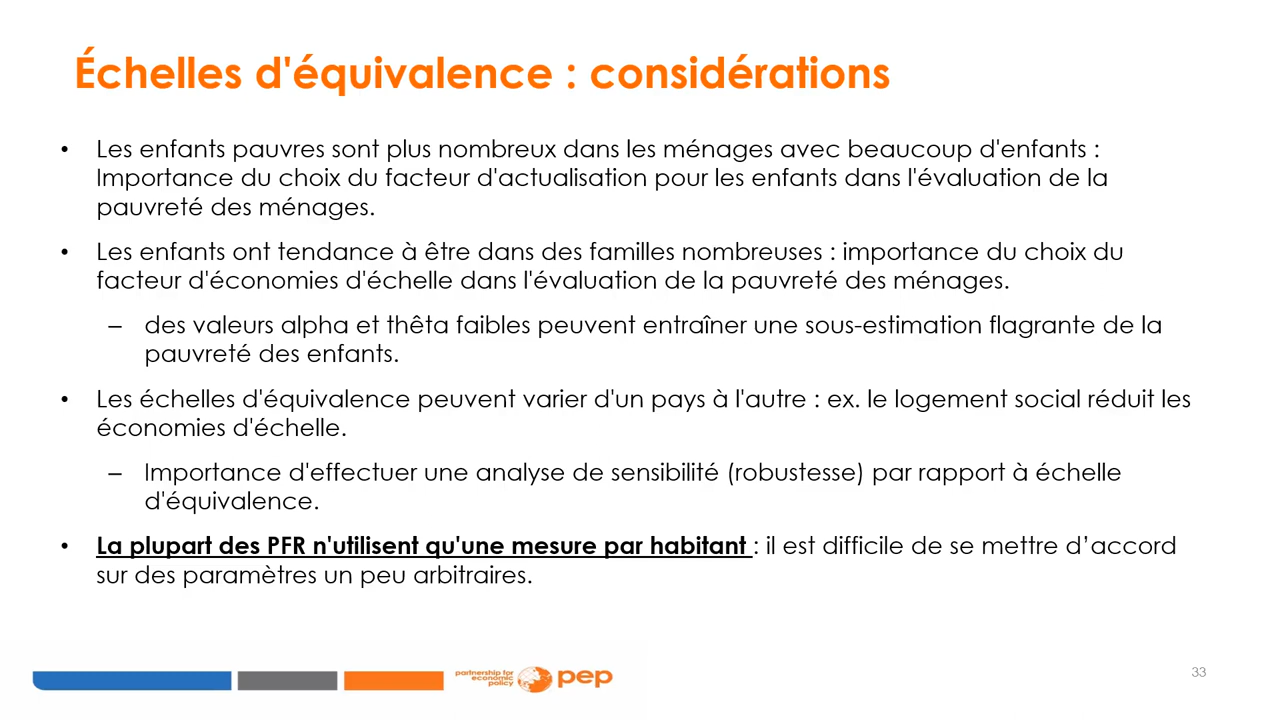 Échelles d'équivalence : considérations
• Les enfants pauvres sont plus nombreux dans les ménages avec beaucoup d'enfants :
Importance du choix du facteur d'actualisation pour les enfants dans l'évaluation de la
pauvreté des ménages.
• Les enfants ont tendance à être dans des familles nombreuses : importance du choix du
facteur d'économies d'échelle dans l'évaluation de la pauvreté des ménages.
– des valeurs alpha et thêta faibles peuvent entraîner une sous-estimation flagrante de la
pauvreté des enfants.
• Les échelles d'équivalence peuvent varier d'un pays à l'autre : ex. le logement social réduit les
économies d'échelle.
– Importance d'effectuer une analyse de sensibilité (robustesse) par rapport à échelle
d'équivalence.
• La plupart des PFR n'utilisent qu'une mesure par habitant : il est difficile de se mettre d’accord
sur des paramètres un peu arbitraires.
partnership for
economic
policy
pep
33